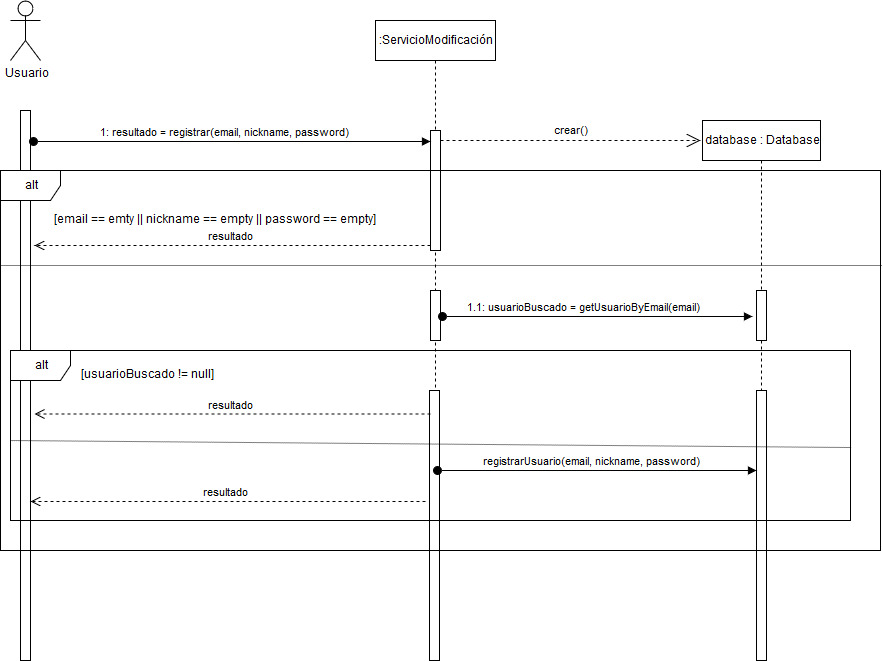 :ServicioModificación
Usuario
crear()
1: resultado = registrar(email, nickname, password)
database : Database
alt
[email == emty || nickname == empty || password == empty]
resultado
1.1: usuarioBuscado = getUsuarioByEmail(email)
alt
[usuarioBuscado != null]
resultado
registrarUsuario(email, nickname, password)
resultado